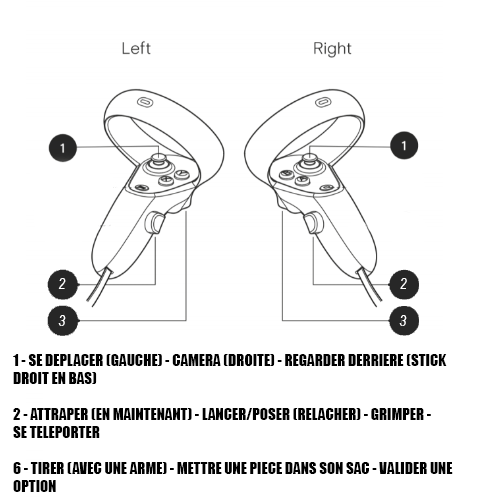 Left Right
1 1
2 2
3 3
1 - SE DEPLACER (GAUCHE) - CAMERA (DROITE) - REGARDER DERRIERE (STICK
DROIT EN BAS)
2 - ATTRAPER (EN MAINTENANT) - LANCER/POSER (RELACHER) - GRIMPER -
SE TELEPORTER
6 - TIRER (AVEC UNE ARME) - METTRE UNE PIECE DANS SON SAC - VALIDER UNE
OPTION